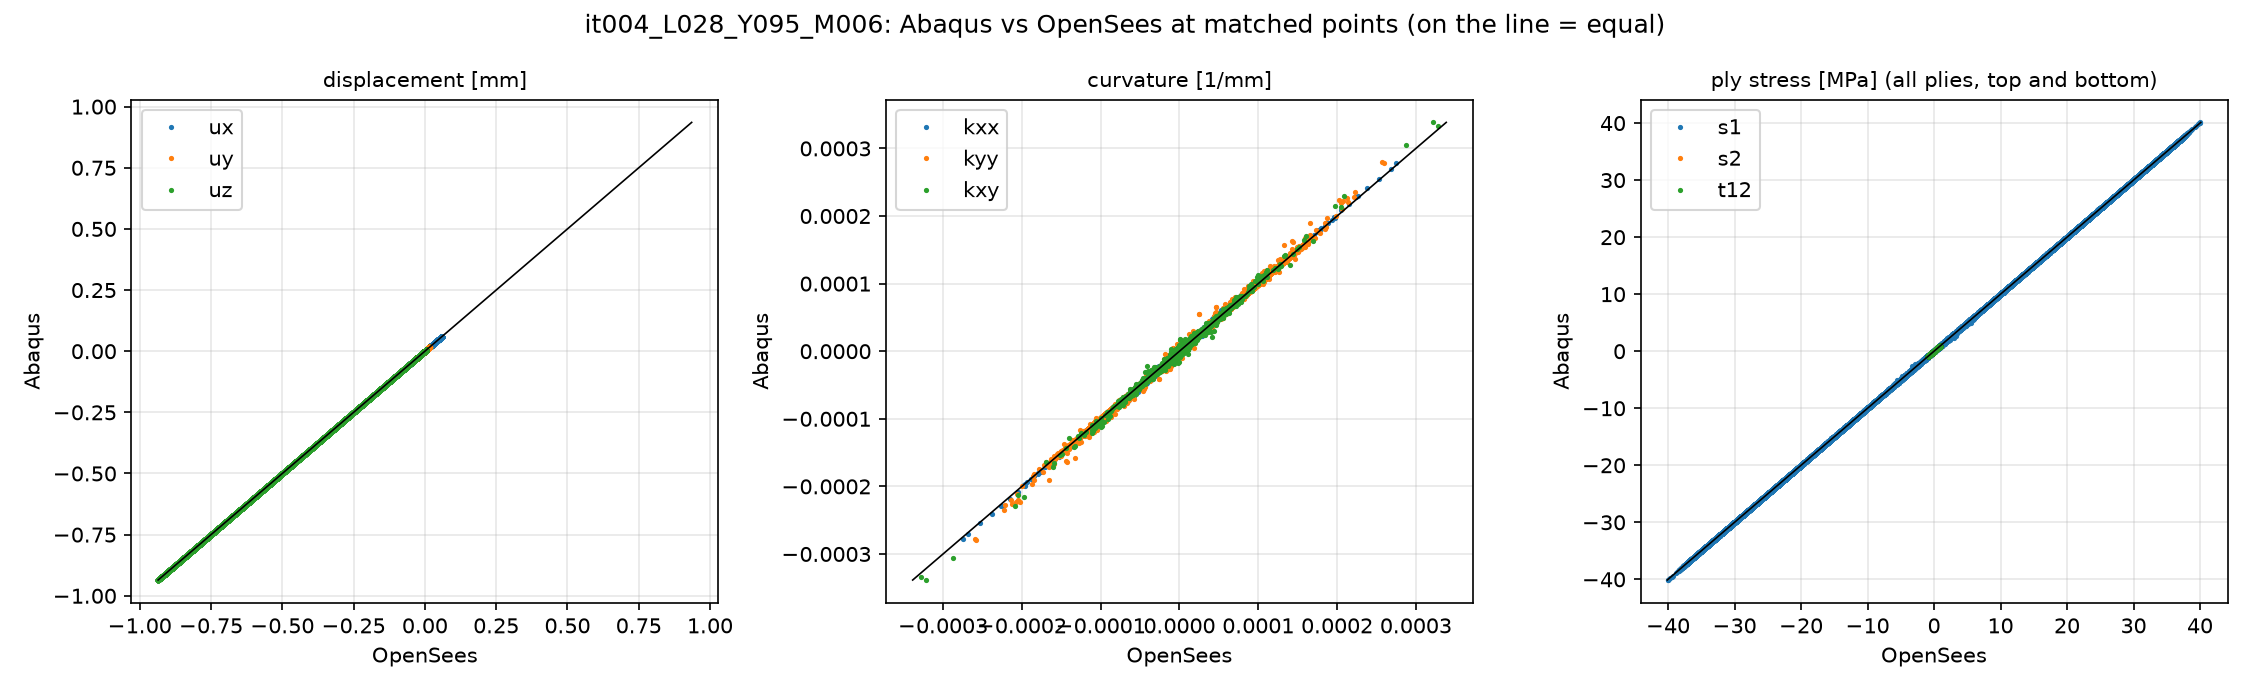 it004_L028_Y095_M006: Abaqus vs OpenSees at matched points (on the line = equal)
displacement [mm]
ux
uy
uz
1.00
0.75
0.50
0.25
0.00
−0.25
−0.50
−0.75
−1.00
Abaqus
−1.00 −0.75 −0.50 −0.25 0.00 0.25 0.50 0.75 1.00
OpenSees
curvature [1/mm]
kxx
kyy
kxy
0.0003
0.0002
0.0001
0.0000
−0.0001
−0.0002
−0.0003
Abaqus
−0.0003 −0.0002 −0.0001 0.0000 0.0001 0.0002 0.0003
OpenSees
ply stress [MPa] (all plies, top and bottom)
s1
s2
t12
40
30
20
10
0
−10
−20
−30
−40
Abaqus
−40 −30 −20 −10 0 10 20 30 40
OpenSees